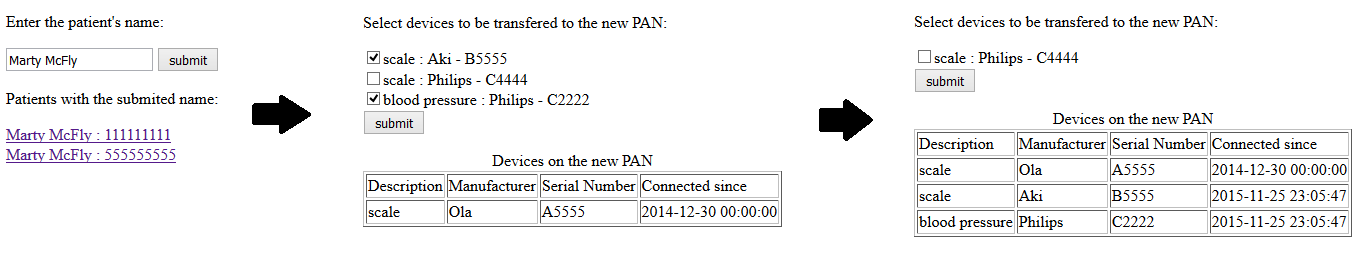 Enter the patient's name:
Marty McFly submit
Patients with the submited name:
Marty McFly : 111111111
Marty McFly : 555555555
Select devices to be transfered to the new PAN:
scale : Aki - B5555
scale : Philips - C4444
blood pressure : Philips - C2222
submit
Devices on the new PAN
Description Manufacturer Serial Number Connected since
scale Ola A5555 2014-12-30 00:00:00
Select devices to be transfered to the new PAN:
scale : Philips - C4444
submit
Devices on the new PAN
Description Manufacturer Serial Number Connected since
scale Ola A5555 2014-12-30 00:00:00
scale Aki B5555 2015-11-25 23:05:47
blood pressure Philips C2222 2015-11-25 23:05:47